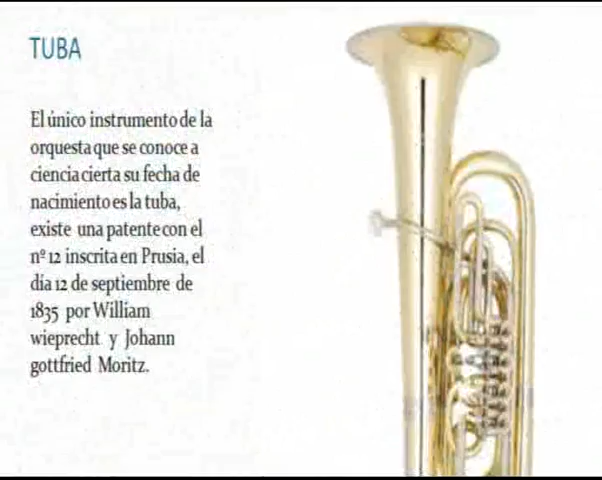 TUBA
El único instrumento de la
orquesta que se conoce a
ciencia cierta su fecha de
nacimiento es la tuba,
existe una patente con el
nº 12 inscrita en Prusia, el
día 12 de septiembre de
1835 por William
wieprecht y Johann
gottfried Moritz.